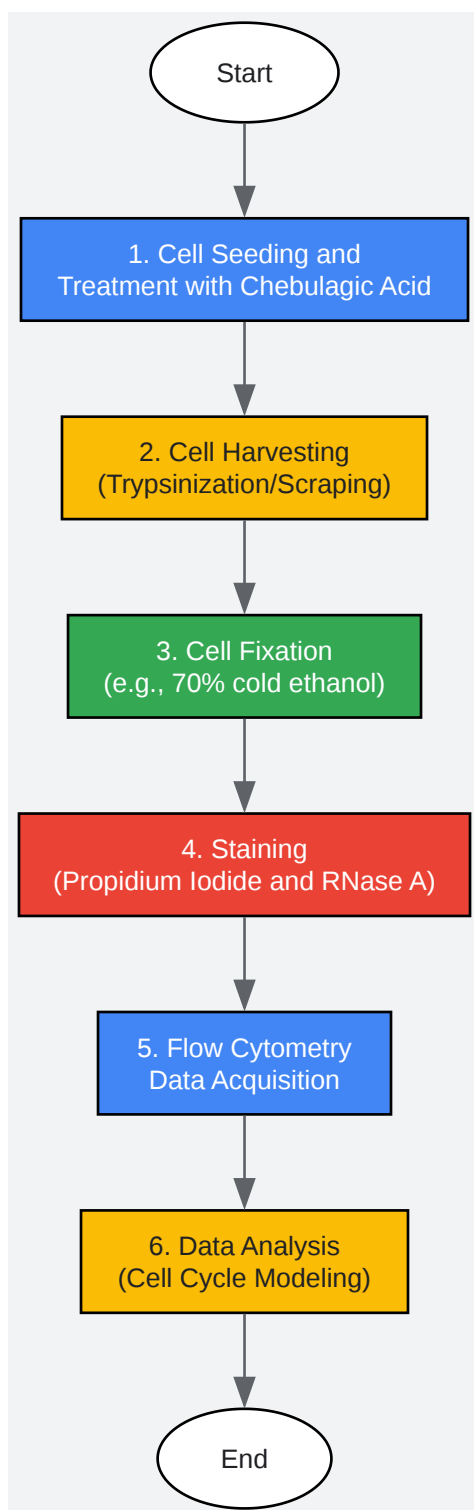 Start
1. Cell Seeding and
Treatment with Chebulagic Acid
2. Cell Harvesting
(Trypsinization/Scraping)
3. Cell Fixation
(e.g., 70% cold ethanol)
4. Staining
(Propidium Iodide and RNase A)
5. Flow Cytometry
Data Acquisition
6. Data Analysis
(Cell Cycle Modeling)
End